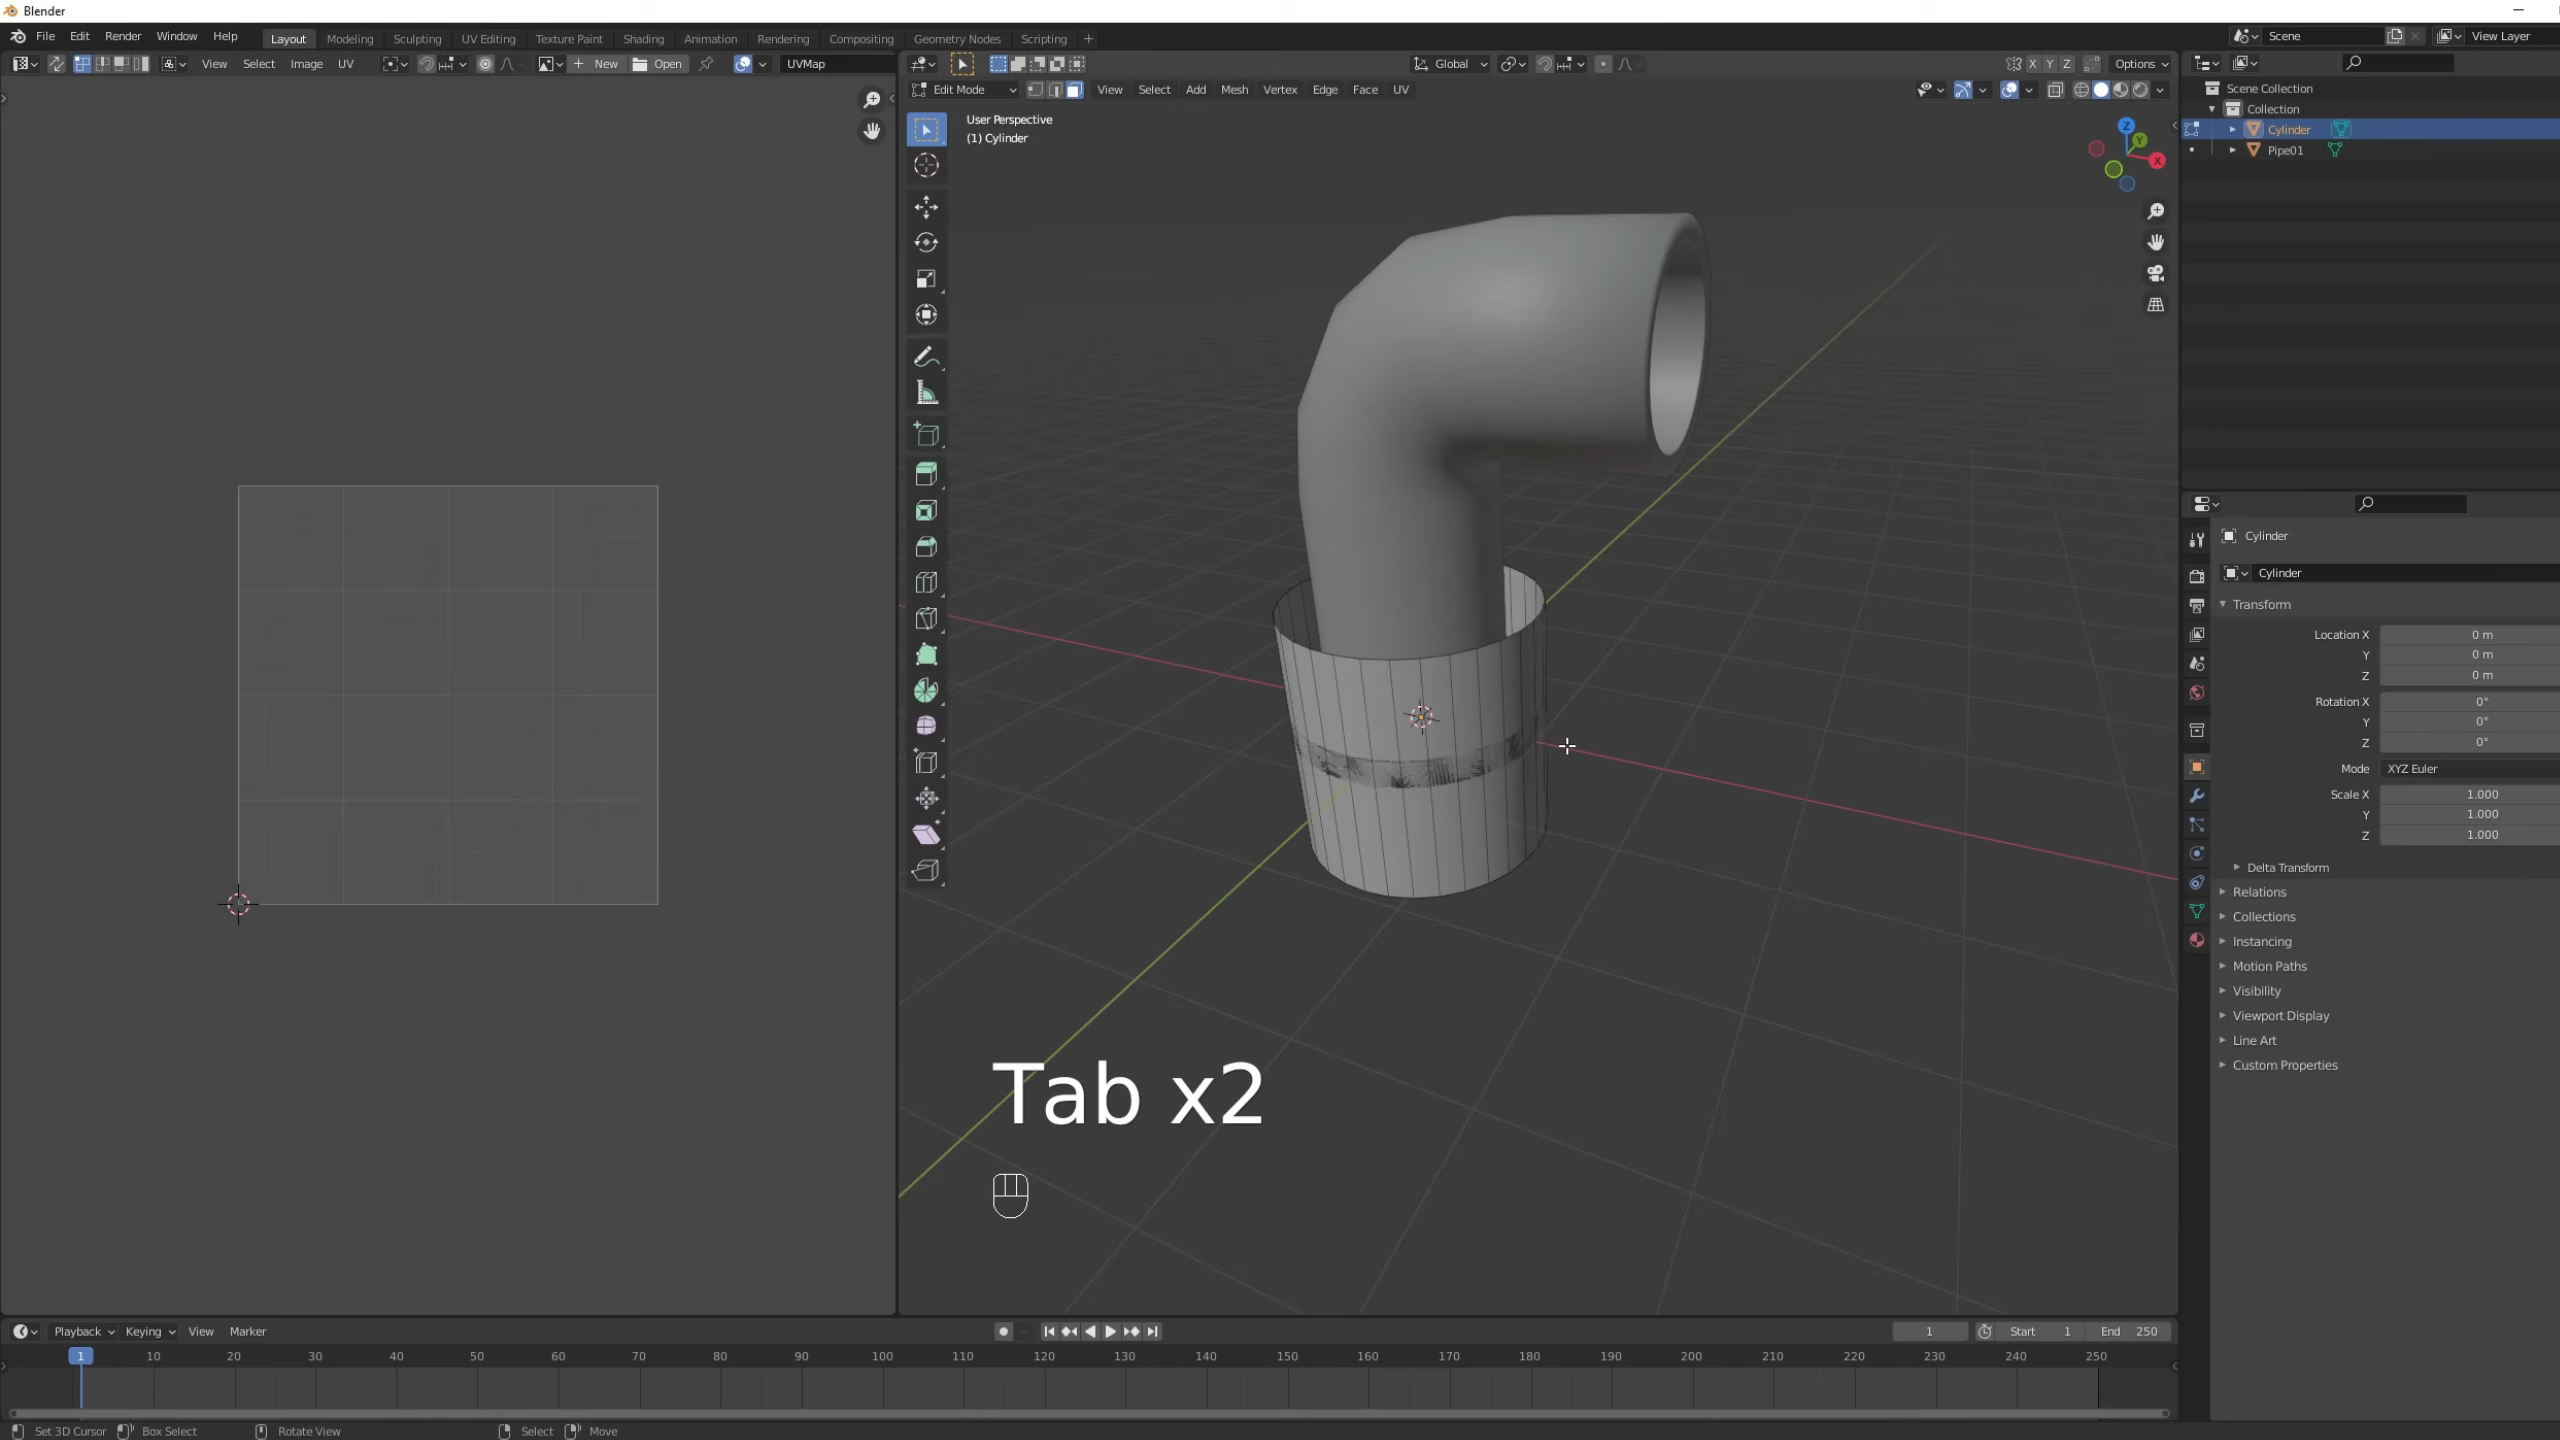 Blender
File Edit Render Window Help Layout Modeling Sculpting UV Editing Texture Paint Shading Animation Rendering Compositing Geometry Nodes Scripting + Scene View Layer
View Select Image UV New Open UVMap Global X Y Z Options
Edit Mode View Select Add Mesh Vertex Edge Face UV
Scene Collection
Collection
Cylinder
Pipe01
User Perspective
(1) Cylinder
Z
Y
X
Cylinder
Cylinder
Transform
Location X 0 m
Y 0 m
Z 0 m
Rotation X 0°
Y 0°
Z 0°
Mode XYZ Euler
Scale X 1.000
Y 1.000
Z 1.000
Delta Transform
Relations
Collections
Instancing
Motion Paths
Visibility
Viewport Display
Line Art
Custom Properties
Tab x2
Playback Keying View Marker 1 Start 1 End 250
1 10 20 30 40 50 60 70 80 90 100 110 120 130 140 150 160 170 180 190 200 210 220 230 240 250
Set 3D Cursor Box Select Rotate View Select Move